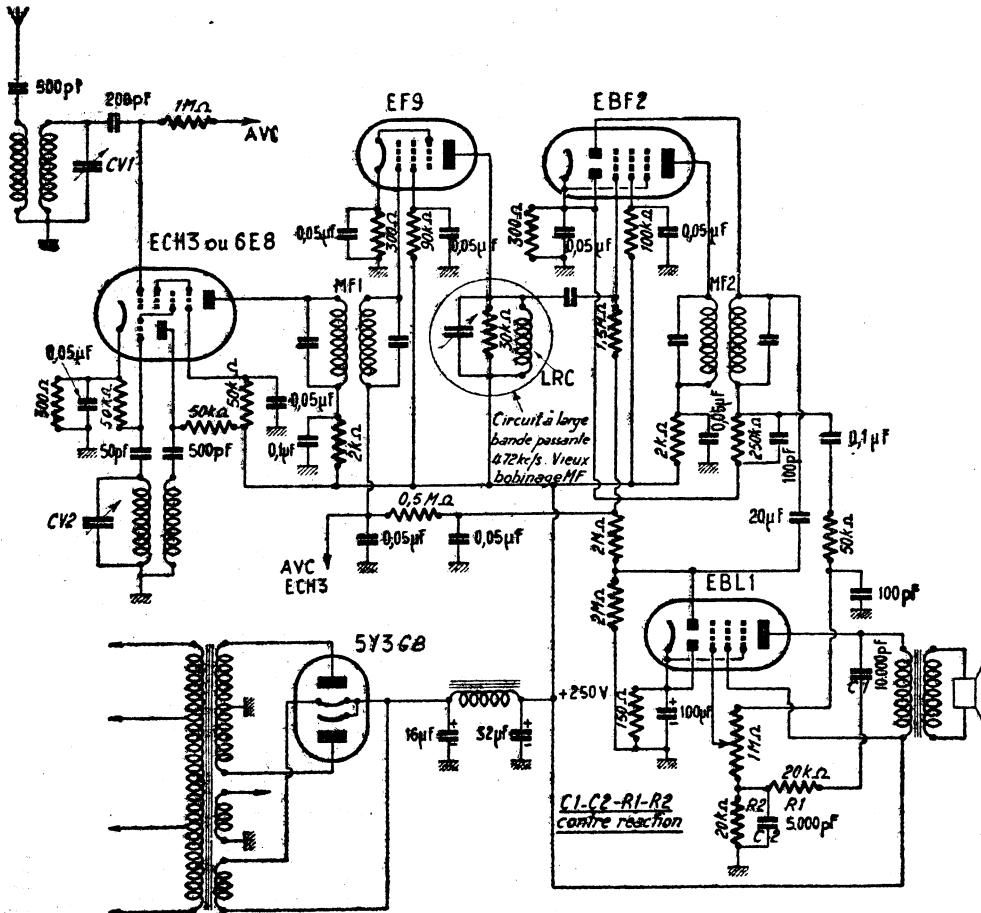 500pf
200pF
1MΩ
AVC
CV1
ECH3 ou 6E8
EF9
EBF2
0,05µF
300Ω
90kΩ
0,05µF
300Ω
0,05µF
100kΩ
0,05µF
MF1
MF2
30kΩ
LRC
Circuit à large
bande passante
472kc/s. Vieux
bobinage MF
0,05µF
300Ω
50kΩ
50kΩ
50kΩ
0,05µF
0,1µF
2kΩ
50pf
500pF
CV2
2kΩ
0,05µF
250kΩ
100pf
0,1µF
20µF
50kΩ
0,5MΩ
0,05µF
0,05µF
AVC
ECH3
2MΩ
2MΩ
EBL1
100pF
5Y3GB
+250V
16µF
32µF
150Ω
100µF
1MΩ
10.000pf
20kΩ
R1
20kΩ
R2
5.000pF
C2
C1-C2-R1-R2
contre réaction